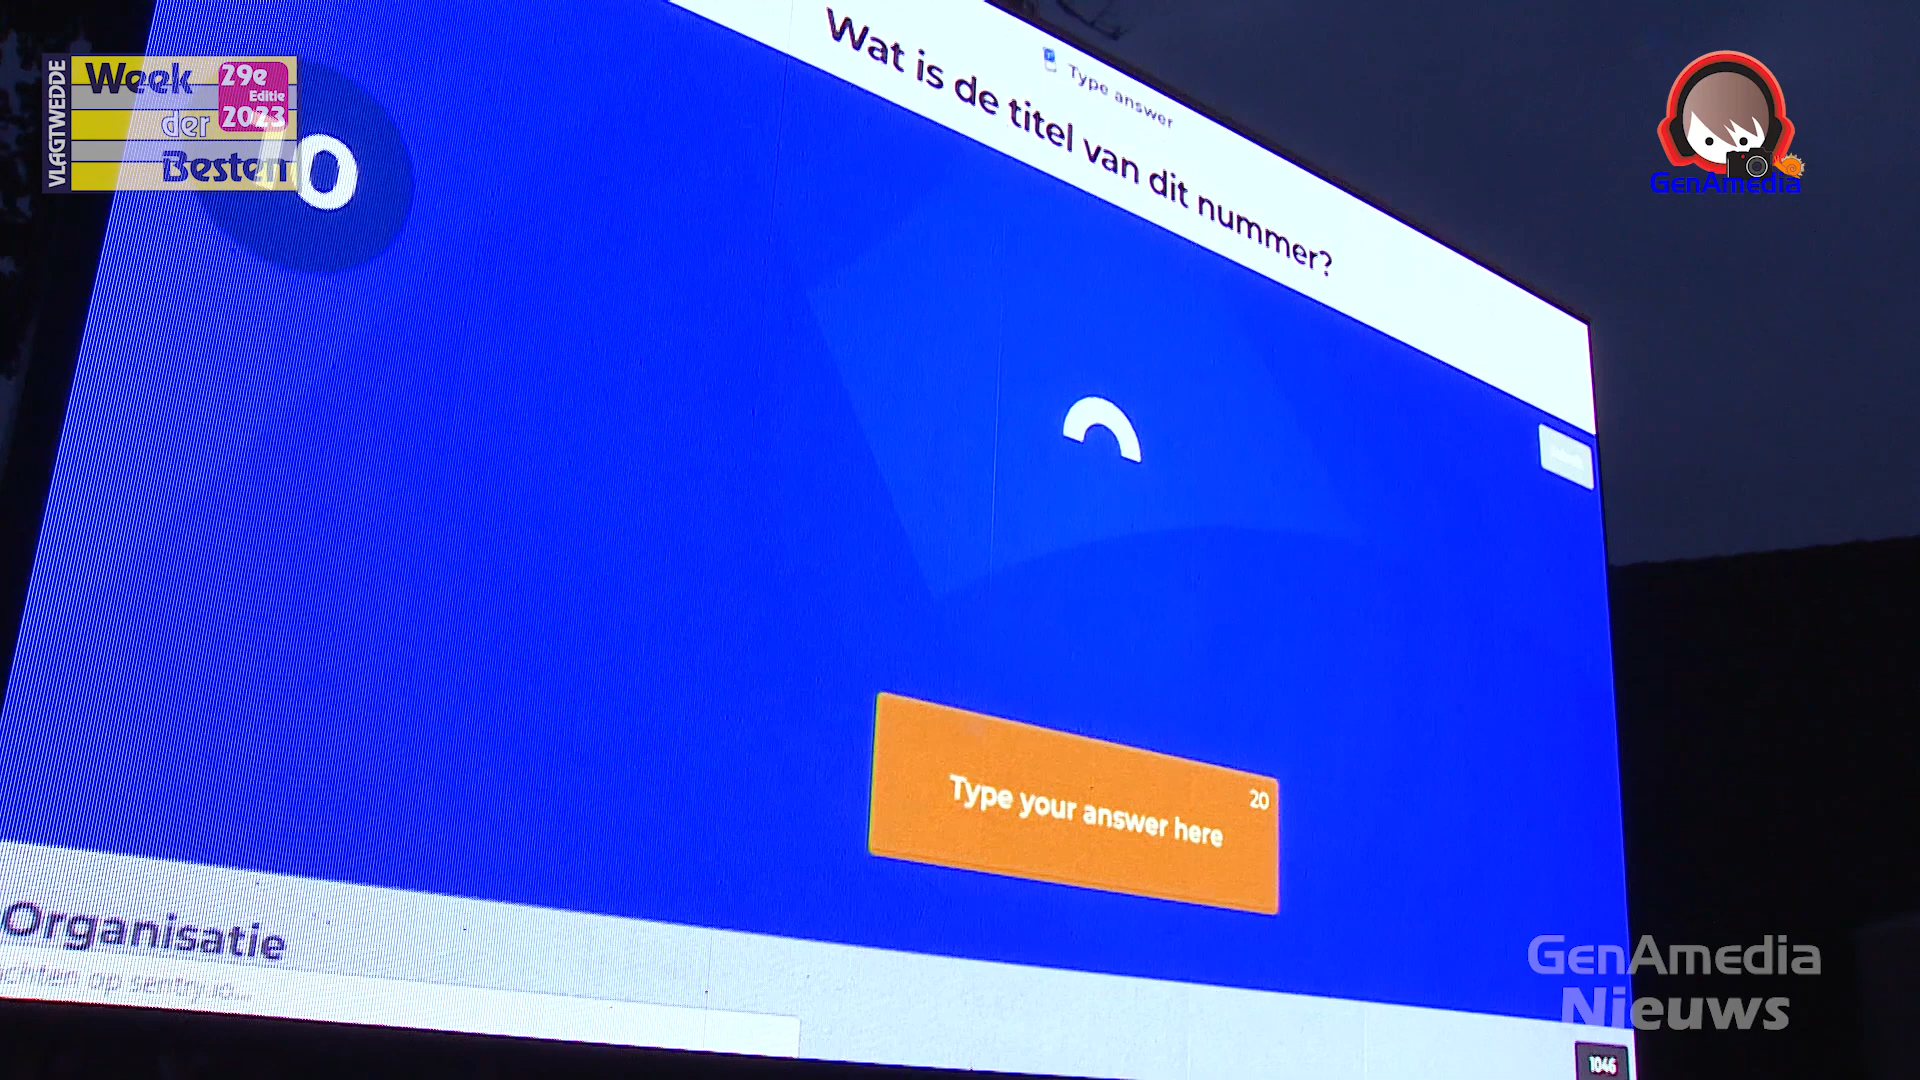 VLAGTWEDDE
Week
29e
Editie
2023
der
Besten
Type answer
Wat is de titel van dit nummer?
GenAmedia
20
Type your answer here
Organisatie
GenAmedia
Nieuws
1046